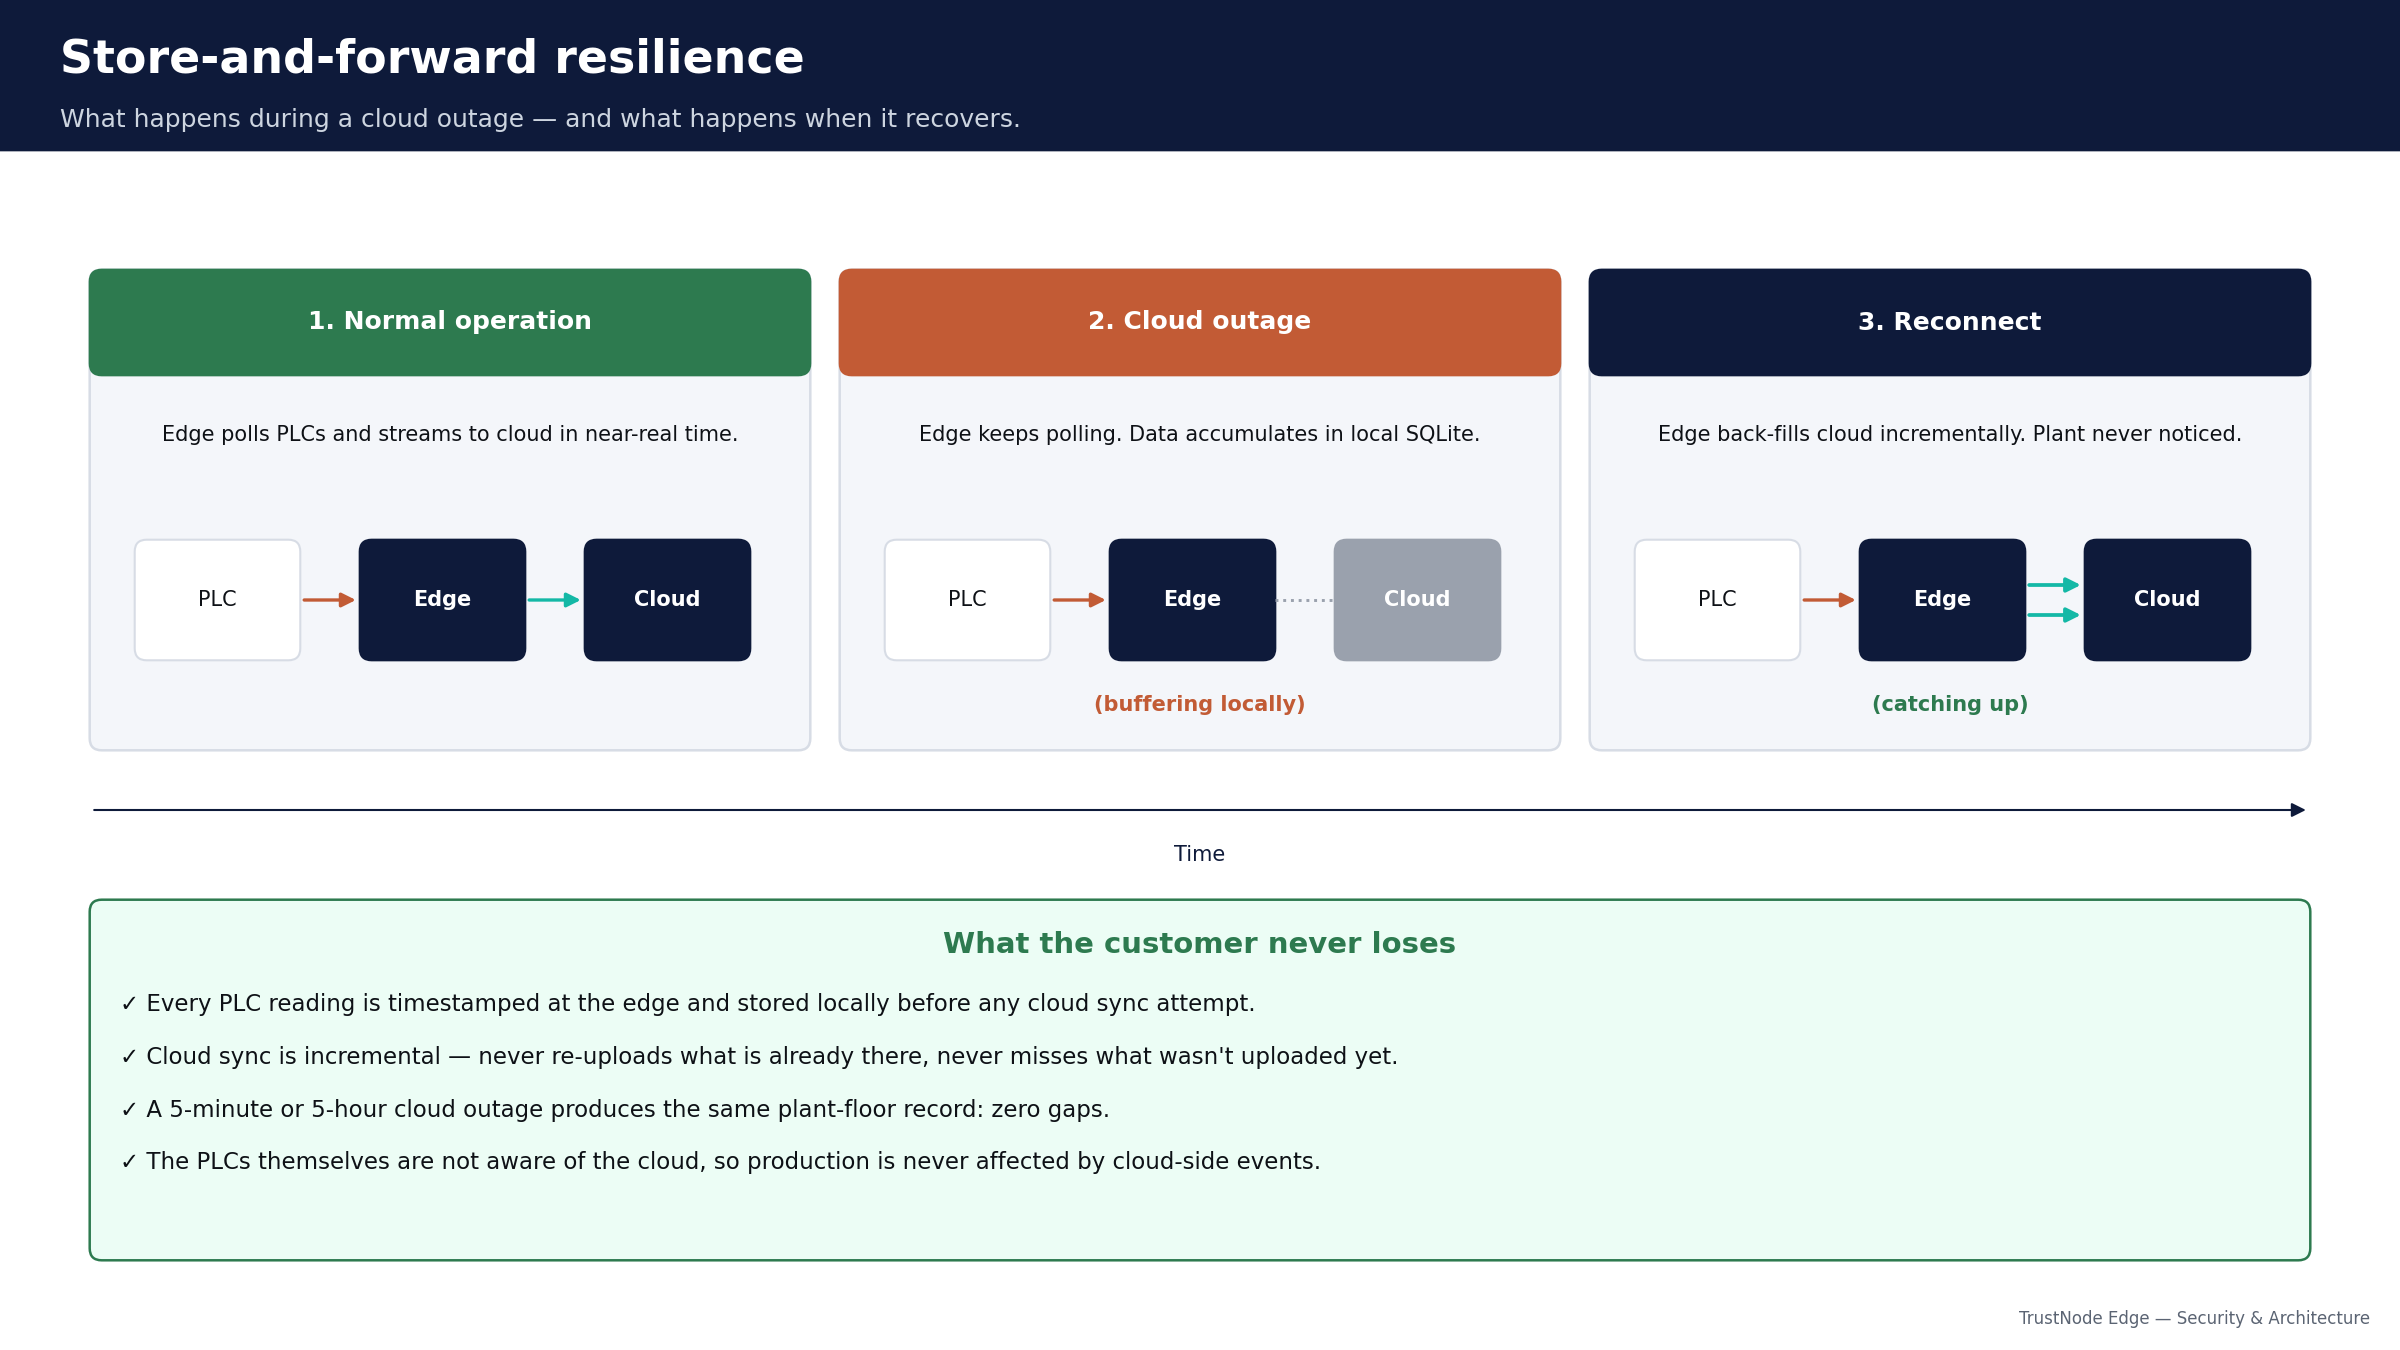 Store-and-forward resilience
What happens during a cloud outage — and what happens when it recovers.
1. Normal operation
Edge polls PLCs and streams to cloud in near-real time.
PLC
Edge
Cloud
2. Cloud outage
Edge keeps polling. Data accumulates in local SQLite.
PLC
Edge
Cloud
(buffering locally)
3. Reconnect
Edge back-fills cloud incrementally. Plant never noticed.
PLC
Edge
Cloud
(catching up)
Time
What the customer never loses
✓ Every PLC reading is timestamped at the edge and stored locally before any cloud sync attempt.
✓ Cloud sync is incremental — never re-uploads what is already there, never misses what wasn't uploaded yet.
✓ A 5-minute or 5-hour cloud outage produces the same plant-floor record: zero gaps.
✓ The PLCs themselves are not aware of the cloud, so production is never affected by cloud-side events.
TrustNode Edge — Security & Architecture